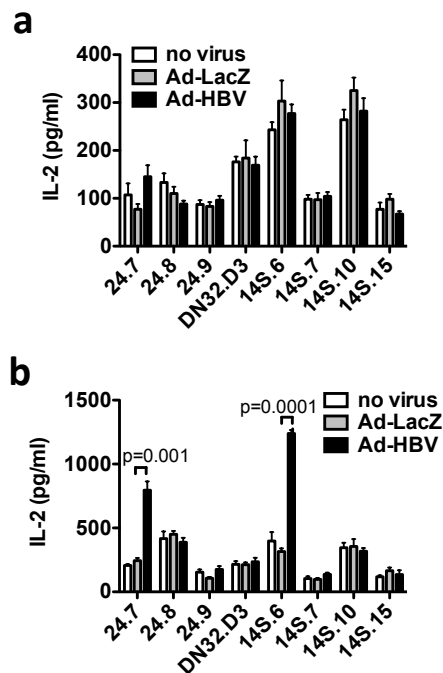 a
no virus
Ad-LacZ
Ad-HBV
IL-2 (pg/ml)
400
300
200
100
0
24.7
24.8
24.9
DN32.D3
14S.6
14S.7
14S.10
14S.15
b
no virus
Ad-LacZ
Ad-HBV
p=0.001
p=0.0001
IL-2 (pg/ml)
1500
1000
500
0
24.7
24.8
24.9
DN32.D3
14S.6
14S.7
14S.10
14S.15